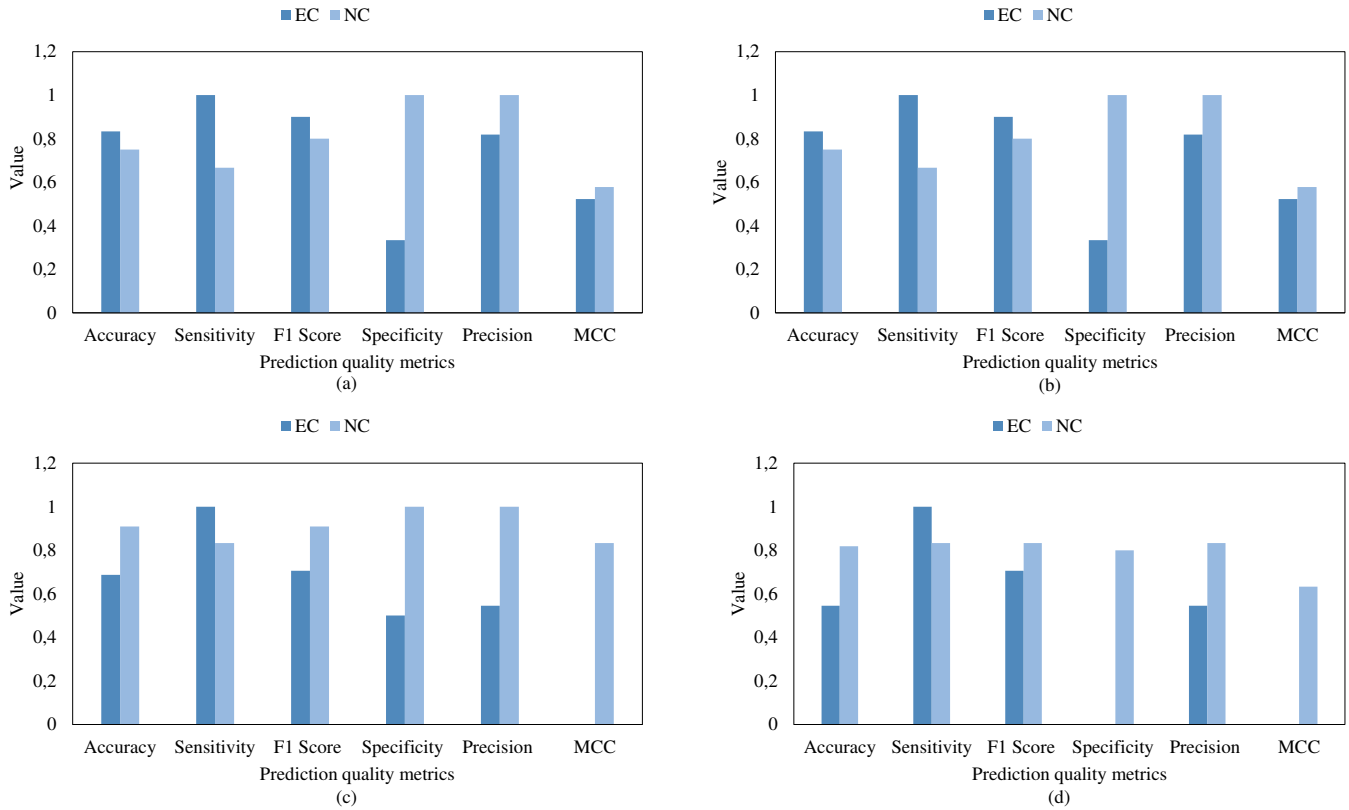 EC NC
1,2
1
0,8
0,6
0,4
0,2
0
Value
Accuracy Sensitivity F1 Score Specificity Precision MCC
Prediction quality metrics
(a)
EC NC
1,2
1
0,8
0,6
0,4
0,2
0
Value
Accuracy Sensitivity F1 Score Specificity Precision MCC
Prediction quality metrics
(b)
EC NC
1,2
1
0,8
0,6
0,4
0,2
0
Value
Accuracy Sensitivity F1 Score Specificity Precision MCC
Prediction quality metrics
(c)
EC NC
1,2
1
0,8
0,6
0,4
0,2
0
Value
Accuracy Sensitivity F1 Score Specificity Precision MCC
Prediction quality metrics
(d)